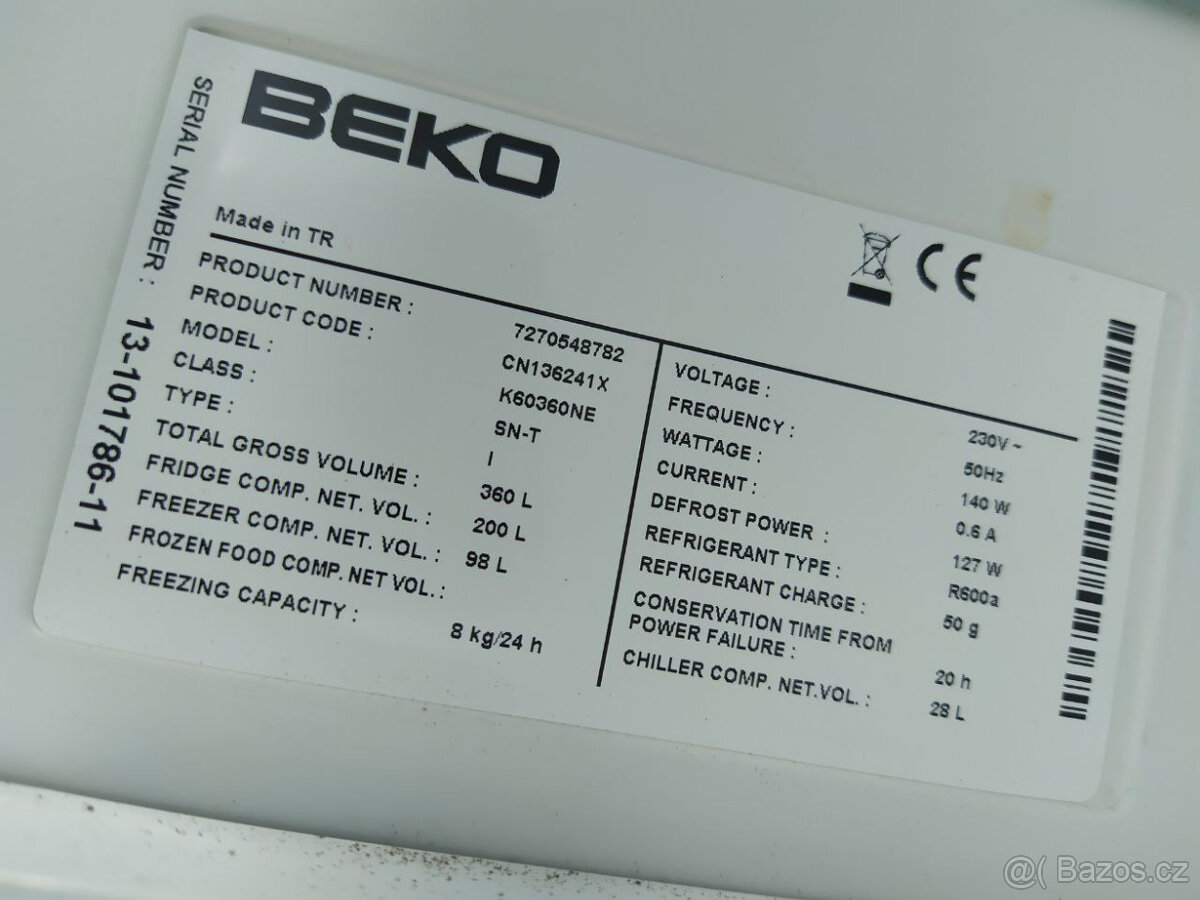 BEKO
Made in TR
SERIAL NUMBER : 13-101786-11
PRODUCT NUMBER : 7270548782
PRODUCT CODE : CN136241X
MODEL : K60360NE
CLASS : SN-T
TYPE : I
TOTAL GROSS VOLUME : 360 L
FRIDGE COMP. NET. VOL. : 200 L
FREEZER COMP. NET. VOL. : 98 L
FROZEN FOOD COMP. NET VOL. :
FREEZING CAPACITY : 8 kg/24 h
CE
VOLTAGE : 230V ~
FREQUENCY : 50Hz
WATTAGE : 140 W
CURRENT : 0.6 A
DEFROST POWER : 127 W
REFRIGERANT TYPE : R600a
REFRIGERANT CHARGE : 50 g
CONSERVATION TIME FROM
POWER FAILURE : 20 h
CHILLER COMP. NET.VOL. : 28 L
@( Bazos.cz